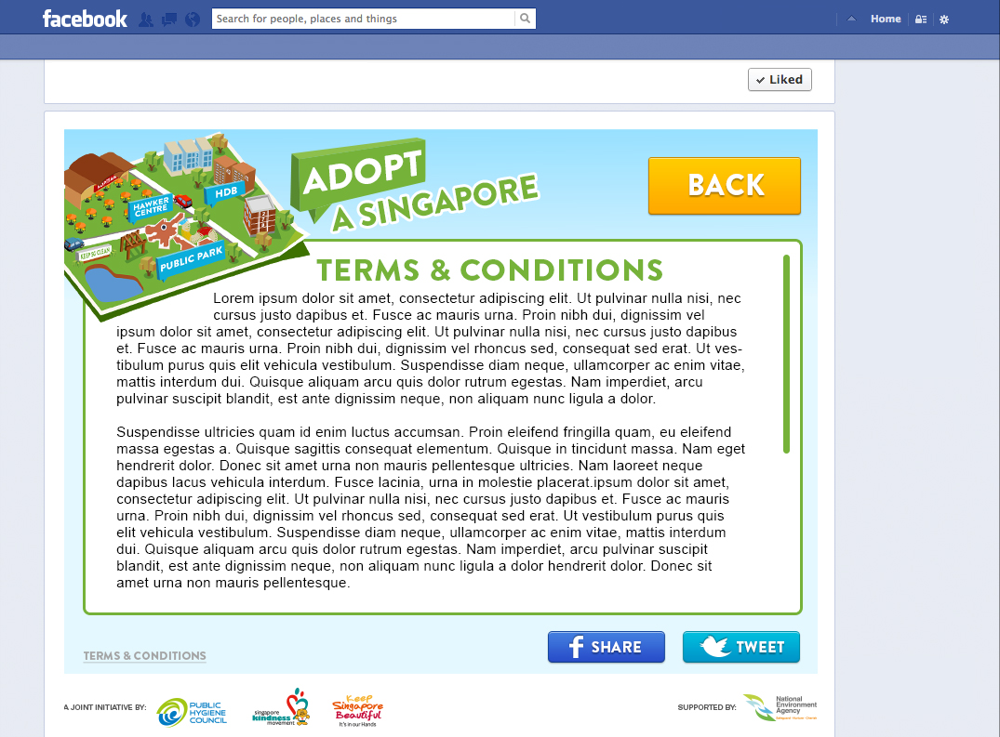 facebook
Search for people, places and things
Home
Liked
ADOPT
A SINGAPORE
BACK
HAWKER
CENTRE
HDB
KEEP SG CLEAN
PUBLIC PARK
TERMS & CONDITIONS
Lorem ipsum dolor sit amet, consectetur adipiscing elit. Ut pulvinar nulla nisi, nec
cursus justo dapibus et. Fusce ac mauris urna. Proin nibh dui, dignissim vel
ipsum dolor sit amet, consectetur adipiscing elit. Ut pulvinar nulla nisi, nec cursus justo dapibus
et. Fusce ac mauris urna. Proin nibh dui, dignissim vel rhoncus sed, consequat sed erat. Ut ves-
tibulum purus quis elit vehicula vestibulum. Suspendisse diam neque, ullamcorper ac enim vitae,
mattis interdum dui. Quisque aliquam arcu quis dolor rutrum egestas. Nam imperdiet, arcu
pulvinar suscipit blandit, est ante dignissim neque, non aliquam nunc ligula a dolor.
Suspendisse ultricies quam id enim luctus accumsan. Proin eleifend fringilla quam, eu eleifend
massa egestas a. Quisque sagittis consequat elementum. Quisque in tincidunt massa. Nam eget
hendrerit dolor. Donec sit amet urna non mauris pellentesque ultricies. Nam laoreet neque
dapibus lacus vehicula interdum. Fusce lacinia, urna in molestie placerat.ipsum dolor sit amet,
consectetur adipiscing elit. Ut pulvinar nulla nisi, nec cursus justo dapibus et. Fusce ac mauris
urna. Proin nibh dui, dignissim vel rhoncus sed, consequat sed erat. Ut vestibulum purus quis
elit vehicula vestibulum. Suspendisse diam neque, ullamcorper ac enim vitae, mattis interdum
dui. Quisque aliquam arcu quis dolor rutrum egestas. Nam imperdiet, arcu pulvinar suscipit
blandit, est ante dignissim neque, non aliquam nunc ligula a dolor hendrerit dolor. Donec sit
amet urna non mauris pellentesque.
TERMS & CONDITIONS
SHARE
TWEET
A JOINT INITIATIVE BY:
PUBLIC
HYGIENE
COUNCIL
singapore
kindness
movement
Keep
Singapore
Beautiful
It's in our Hands
SUPPORTED BY:
National
Environment
Agency